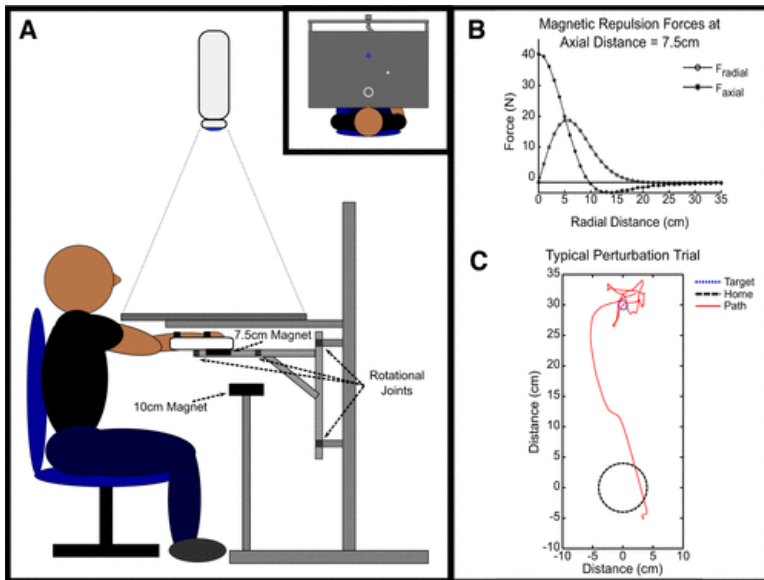 A
7.5cm Magnet
10cm Magnet
Rotational
Joints
B
Magnetic Repulsion Forces at
Axial Distance = 7.5cm
Fradial
Faxial
Force (N)
40
30
20
10
0
0 5 10 15 20 25 30 35
Radial Distance (cm)
C
Typical Perturbation Trial
Target
Home
Path
Distance (cm)
35
30
25
20
15
10
5
0
-5
-10
-10 -5 0 5 10
Distance (cm)